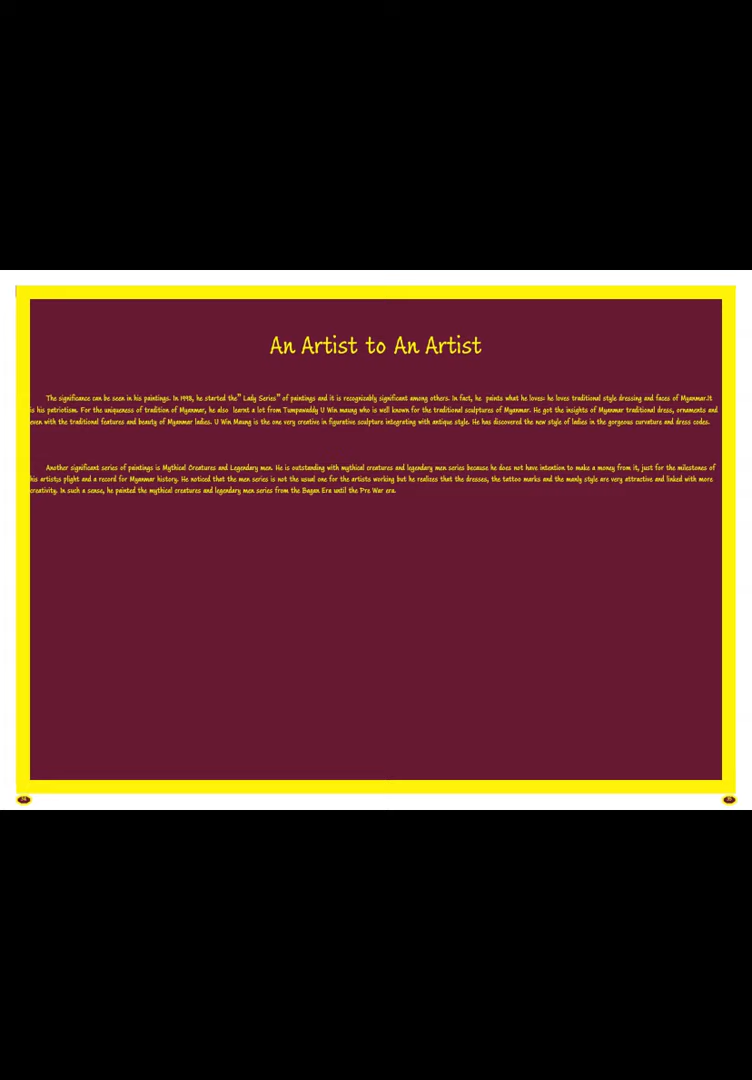 An Artist to An Artist
The significance can be seen in his paintings. In 1998, he started the" Lady Series" of paintings and it is recognizably significant among others. In fact, he paints what he loves: he loves traditional style dressing and faces of Myanmar.It
is his patriotism. For the uniqueness of tradition of Myanmar, he also learnt a lot from Tumpawaddy U Win maung who is well known for the traditional sculptures of Myanmar. He got the insights of Myanmar traditional dress, ornaments and
even with the traditional features and beauty of Myanmar ladies. U Win Maung is the one very creative in figurative sculpture integrating with antique style. He has discovered the new style of ladies in the gorgeous curvature and dress codes.
Another significant series of paintings is Mythical Creatures and Legendary men. He is outstanding with mythical creatures and legendary men series because he does not have intention to make a money from it, just for the milestones of
his artist;s plight and a record for Myanmar history. He noticed that the men series is not the usual one for the artists working but he realizes that the dresses, the tattoo marks and the manly style are very attractive and linked with more
creativity. In such a sense, he painted the mythical creatures and legendary men series from the Bagan Era until the Pre War era.